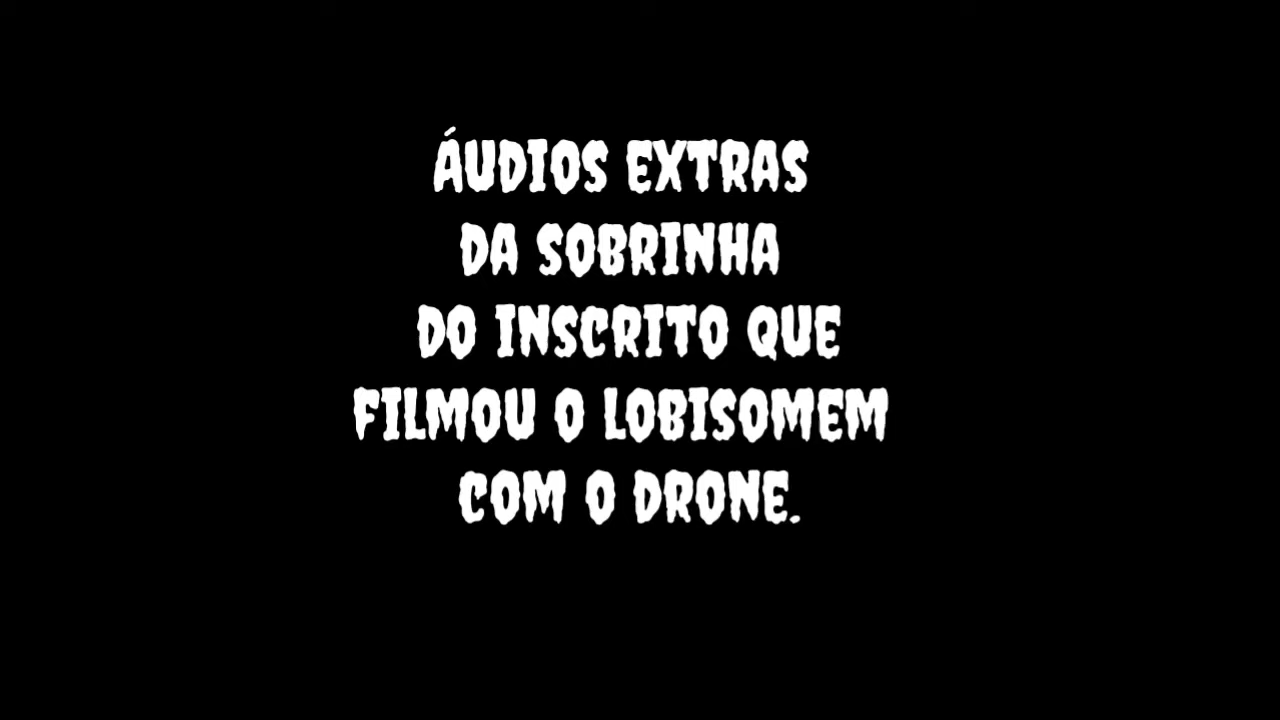 ÁUDIOS EXTRAS
DA SOBRINHA
DO INSCRITO QUE
FILMOU O LOBISOMEM
COM O DRONE.